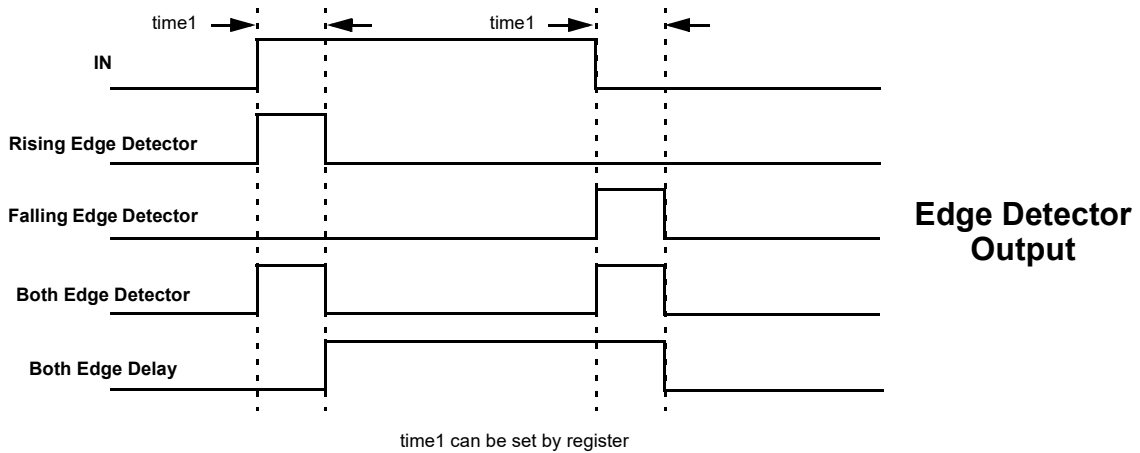 time1
time1
IN
Rising Edge Detector
Falling Edge Detector
Edge Detector
Output
Both Edge Detector
Both Edge Delay
time1 can be set by register